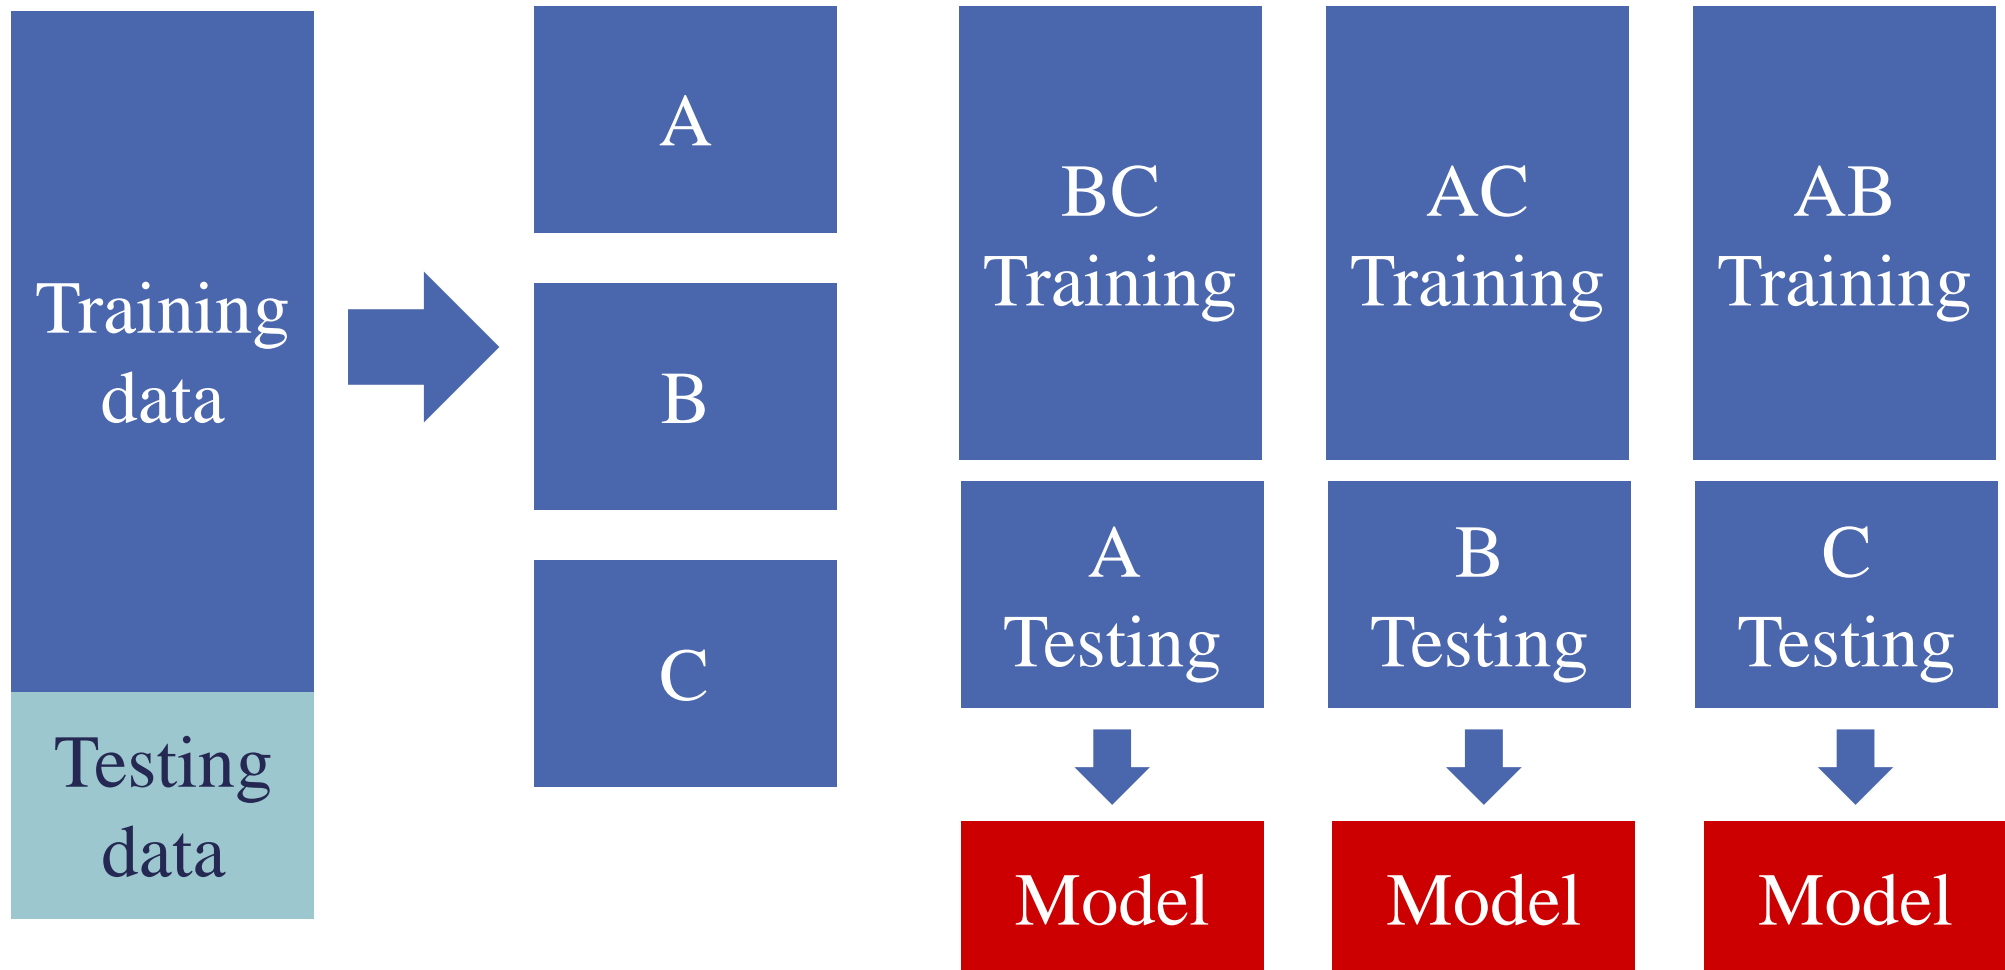 Training
data
Testing
data
A
B
C
BC
Training
A
Testing
Model
AC
Training
B
Testing
Model
AB
Training
C
Testing
Model